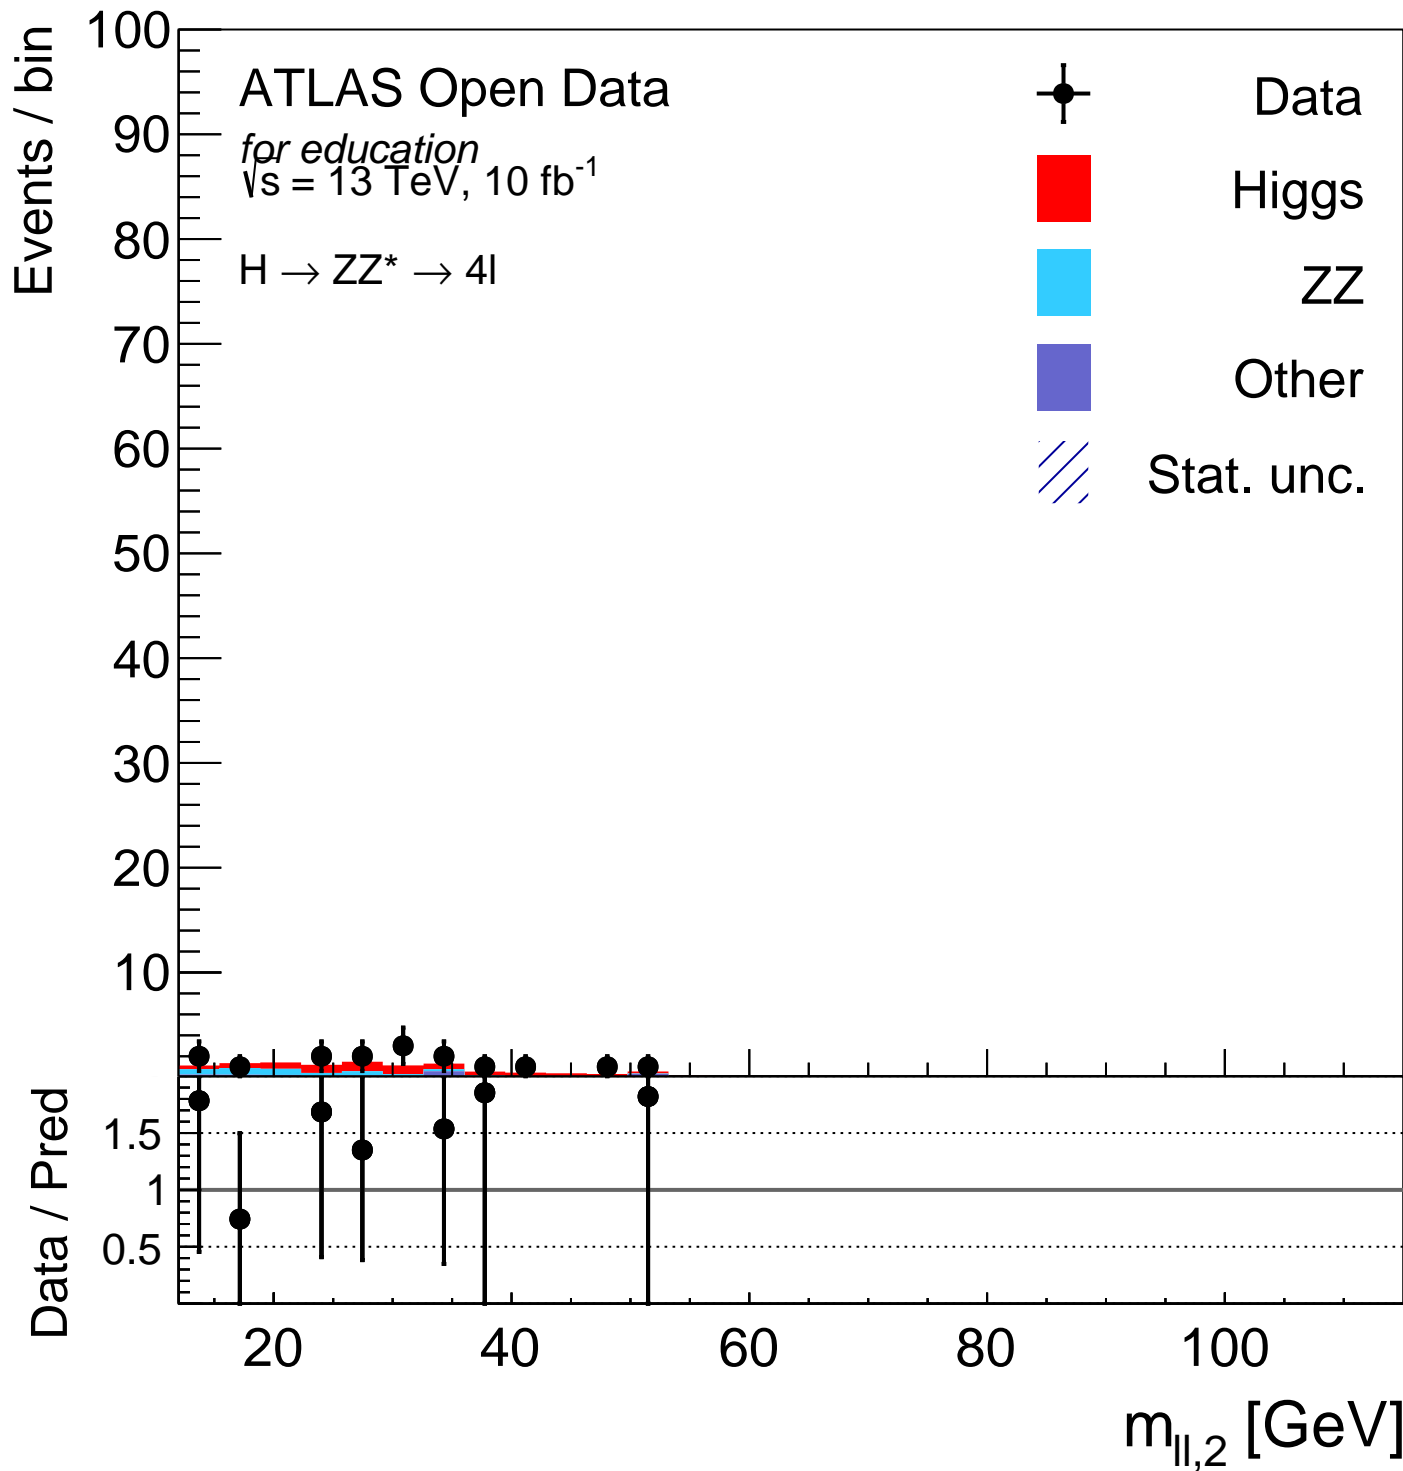 Events / bin
100
90
80
70
60
50
40
30
20
10
ATLAS Open Data
for education
√s = 13 TeV, 10 fb-1
H → ZZ* → 4l
Data
Higgs
ZZ
Other
Stat. unc.
Data / Pred
1.5
1
0.5
20 40 60 80 100
mll,2 [GeV]